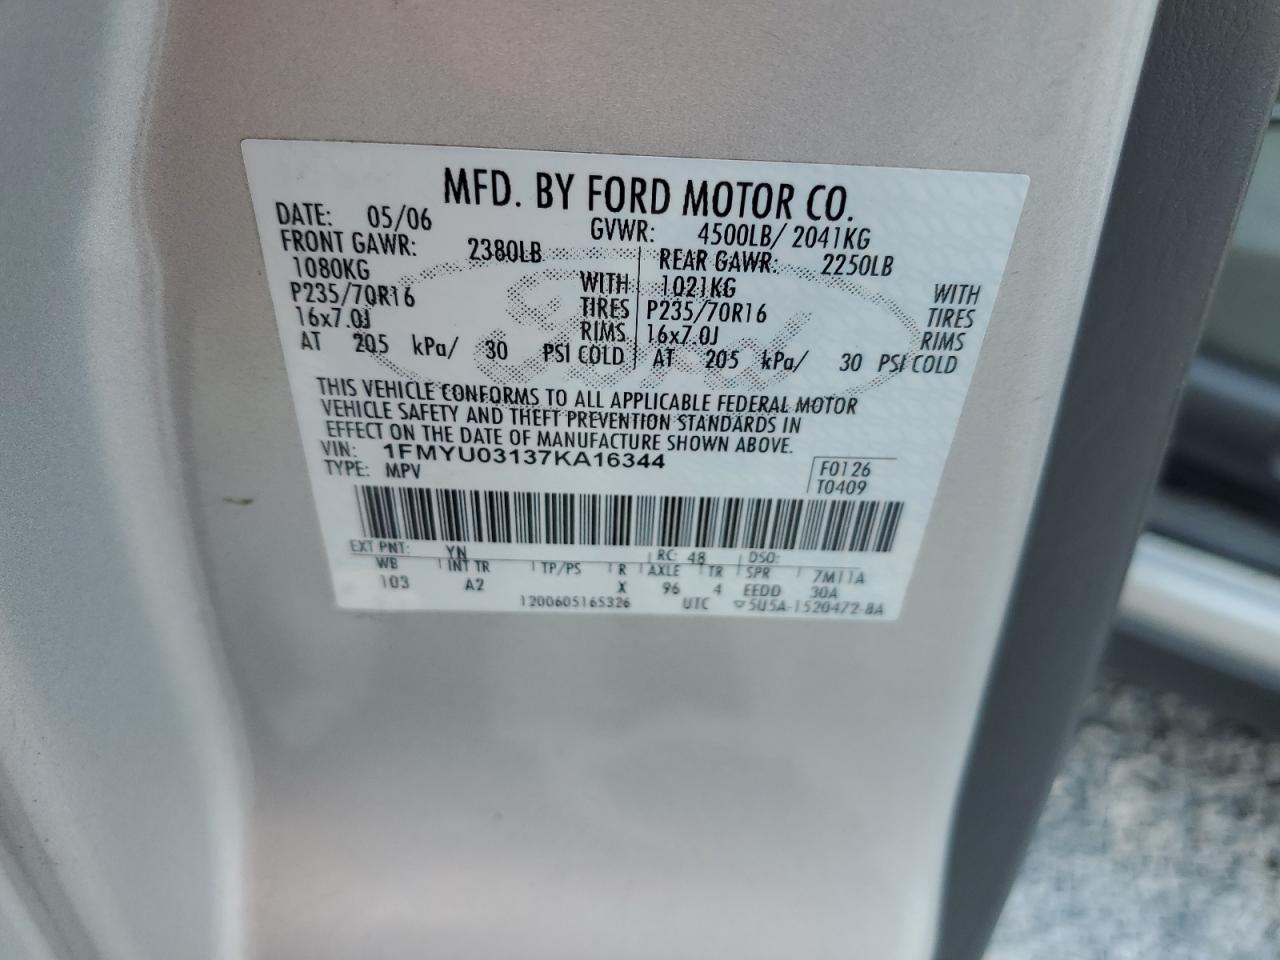 MFD. BY FORD MOTOR CO.
DATE: 05/06 GVWR: 4500LB/ 2041KG
FRONT GAWR: 2380LB REAR GAWR: 2250LB
1080KG WITH 1021KG WITH
P235/70R16 TIRES P235/70R16 TIRES
16x7.0J RIMS 16x7.0J RIMS
AT 205 kPa/ 30 PSI COLD AT 205 kPa/ 30 PSI COLD
THIS VEHICLE CONFORMS TO ALL APPLICABLE FEDERAL MOTOR
VEHICLE SAFETY AND THEFT PREVENTION STANDARDS IN
EFFECT ON THE DATE OF MANUFACTURE SHOWN ABOVE.
VIN: 1FMYU03137KA16344 F0126
TYPE: MPV T0409
EXT PNT: YN RC: 48 DSO:
WB INT TR TP/PS R AXLE TR SPR 7M11A
103 A2 X 96 4 EEDD 30A
1200605165326 UTC 5U5A-1520472-BA